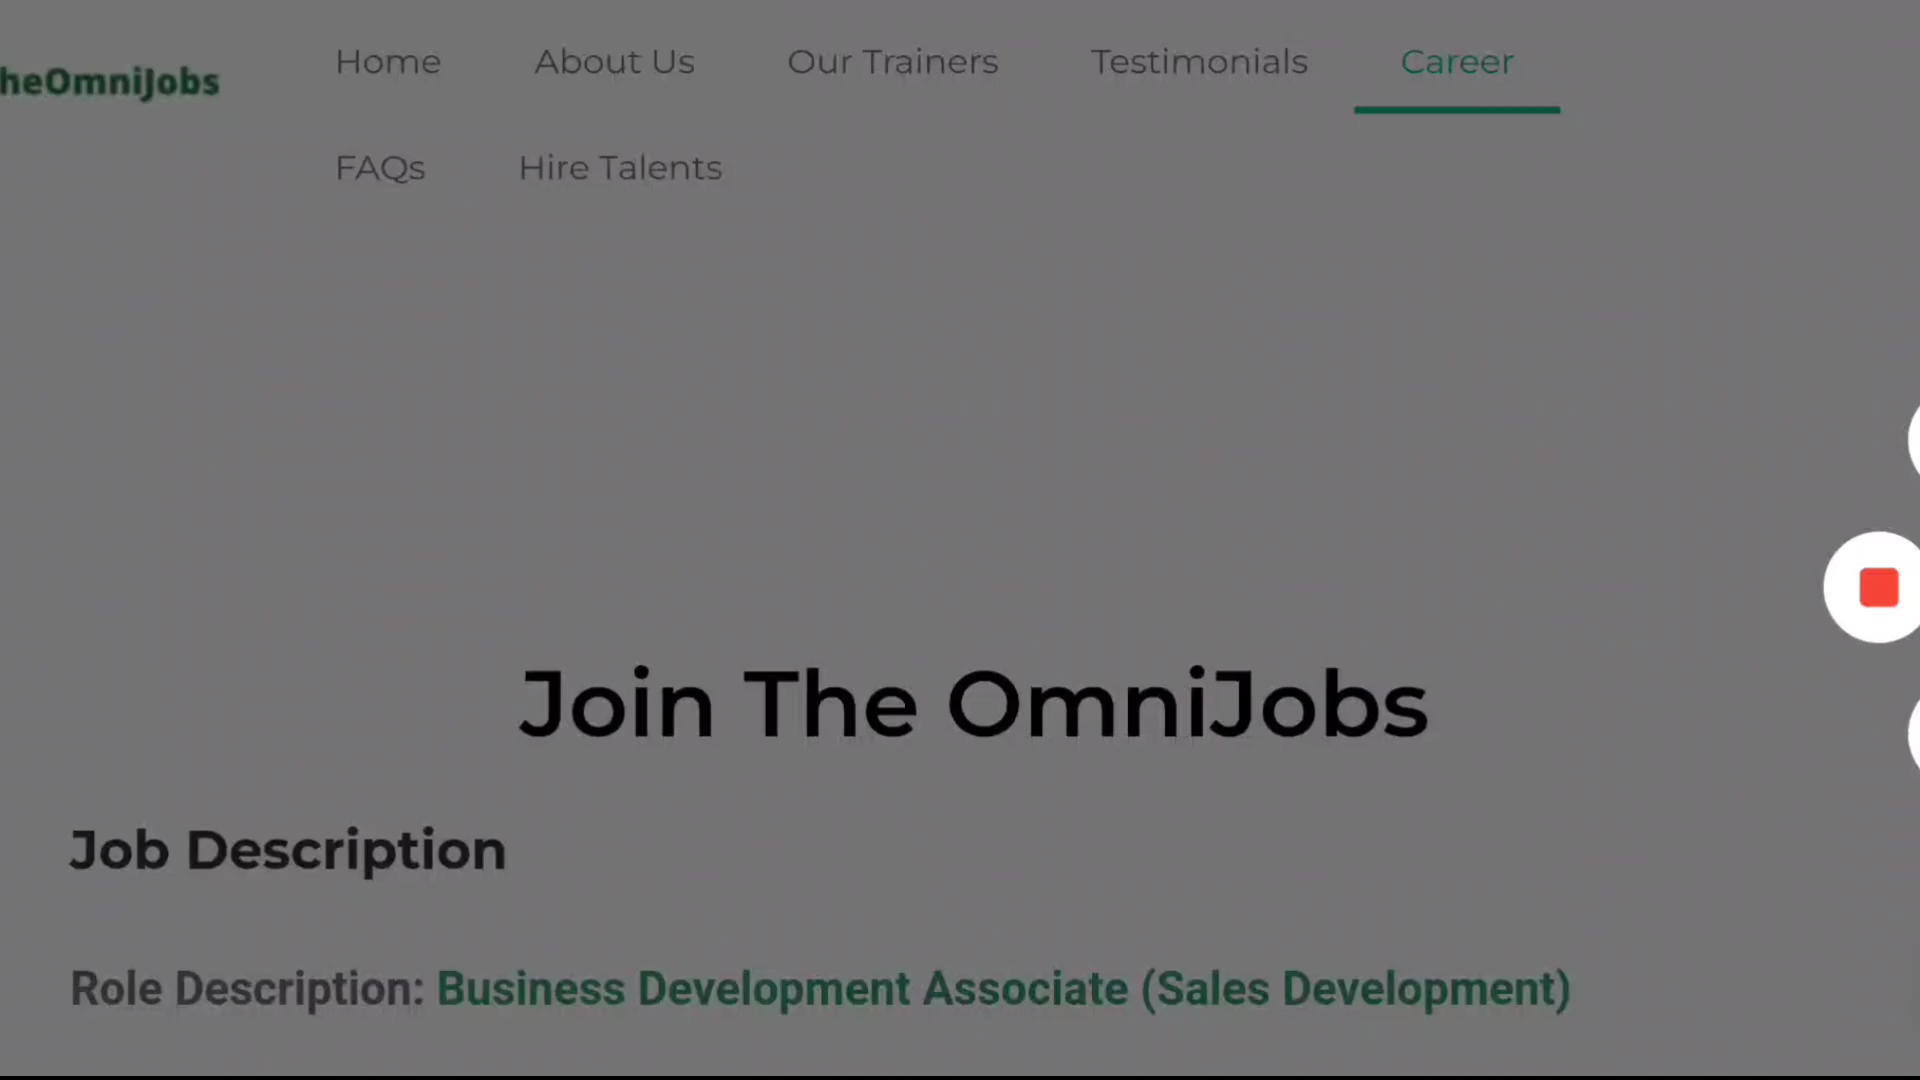 heOmniJobs
Home About Us Our Trainers Testimonials Career
FAQs Hire Talents
Join The OmniJobs
Job Description
Role Description: Business Development Associate (Sales Development)